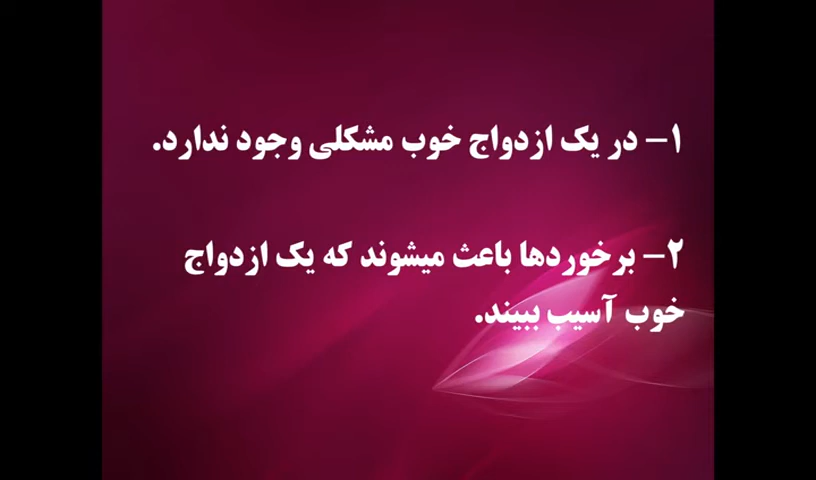 ۱- در یک ازدواج خوب مشکلی وجود ندارد.
۲- برخوردها باعث میشوند که یک ازدواج
خوب آسیب ببیند.